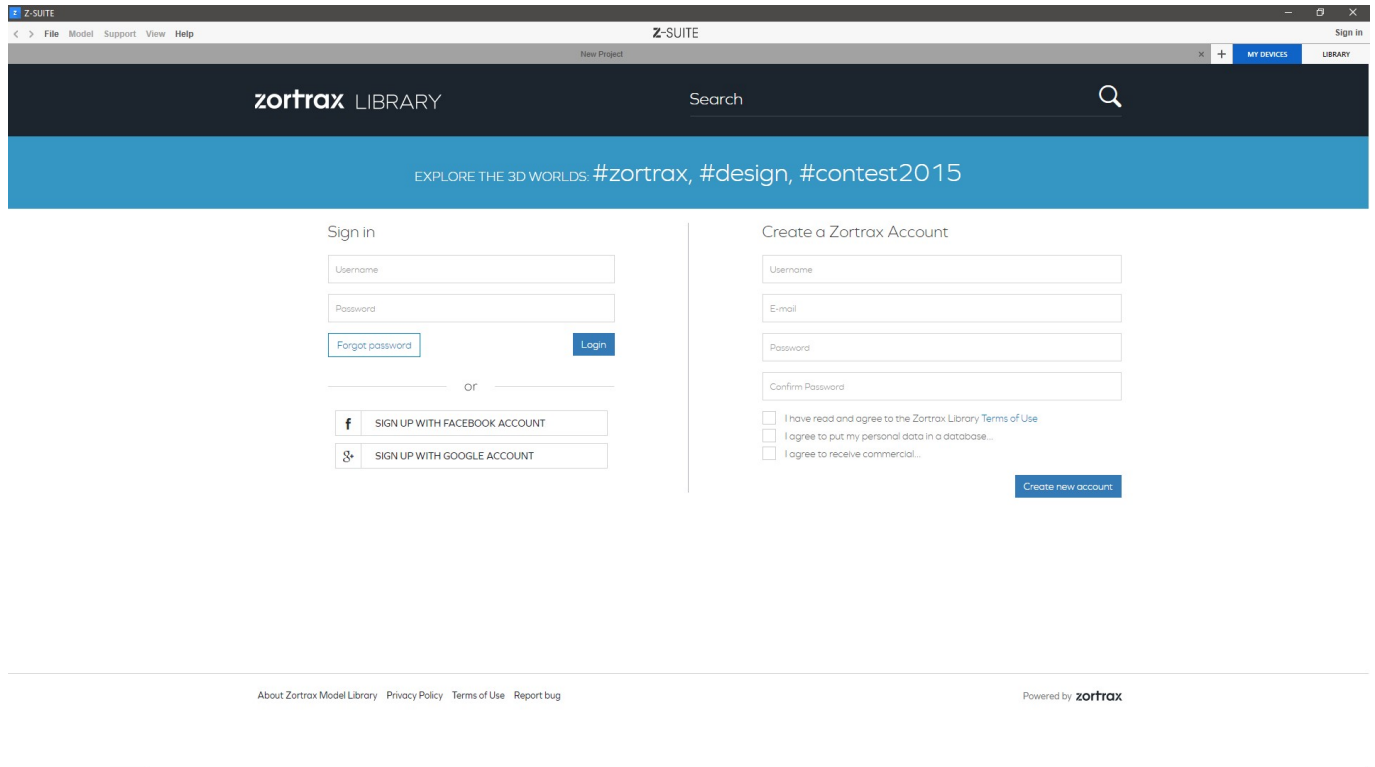 Z Z-SUITE
< > File Model Support View Help Z-SUITE Sign in
New Project × + MY DEVICES LIBRARY
zortrax LIBRARY Search
EXPLORE THE 3D WORLDS: #zortrax, #design, #contest2015
Sign in
Username
Password
Forgot password Login
or
f SIGN UP WITH FACEBOOK ACCOUNT
g+ SIGN UP WITH GOOGLE ACCOUNT
Create a Zortrax Account
Username
E-mail
Password
Confirm Password
I have read and agree to the Zortrax Library Terms of Use
I agree to put my personal data in a database...
I agree to receive commercial...
Create new account
About Zortrax Model Library Privacy Policy Terms of Use Report bug Powered by zortrax